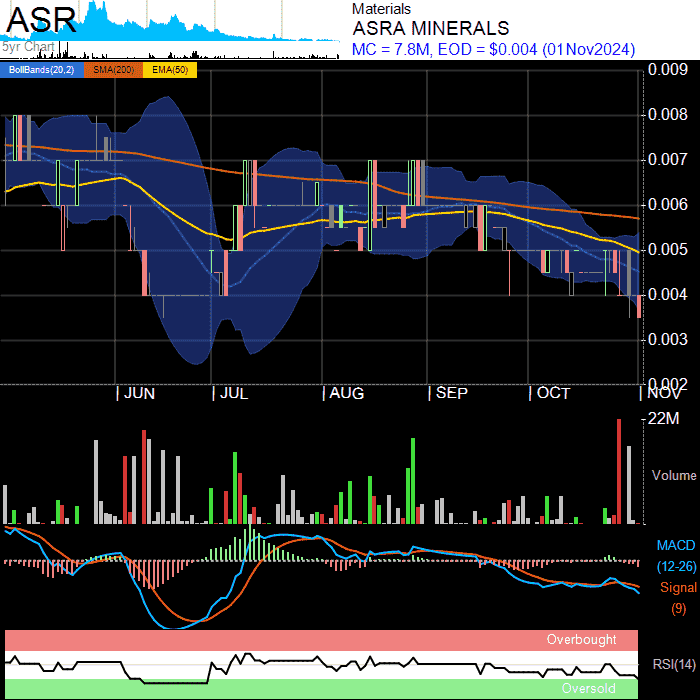 ASR
5yr Chart
Materials
ASRA MINERALS
MC = 7.8M, EOD = $0.004 (01Nov2024)
BollBands(20,2) SMA(200) EMA(50)
0.009
0.008
0.007
0.006
0.005
0.004
0.003
0.002
JUN JUL AUG SEP OCT NOV
22M
Volume
MACD
(12-26)
Signal
(9)
Overbought
RSI(14)
Oversold